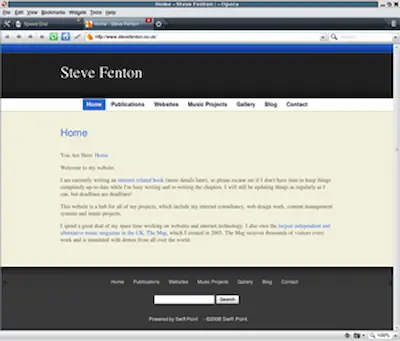 Home - Steve Fenton : - Opera
File Edit View Bookmarks Widgets Tools Help
Speed Dial Home - Steve Fenton :
http://www.stevefenton.co.uk/
Steve Fenton
Home Publications Websites Music Projects Gallery Blog Contact
Home
You Are Here: Home
Welcome to my website.
I am currently writing an internet related book (more details later), so please excuse me if I don't have time to keep things
completely up-to-date while I'm busy writing and re-writing the chapters. I will still be updating things as regularly as I
can, but deadlines are deadlines!
This website is a hub for all of my projects, which include my internet consultancy, web design work, content management
system and music projects.
I spend a great deal of my spare time working on websites and internet technology. I also own the largest independent and
alternative music magazine in the UK, The Mag, which I created in 2003. The Mag receives thousands of visitors every
week and is inundated with demos from all over the world.
Home Publications Websites Music Projects Gallery Blog Contact
Search
Powered by Swift Point ©2008 Swift Point
100%